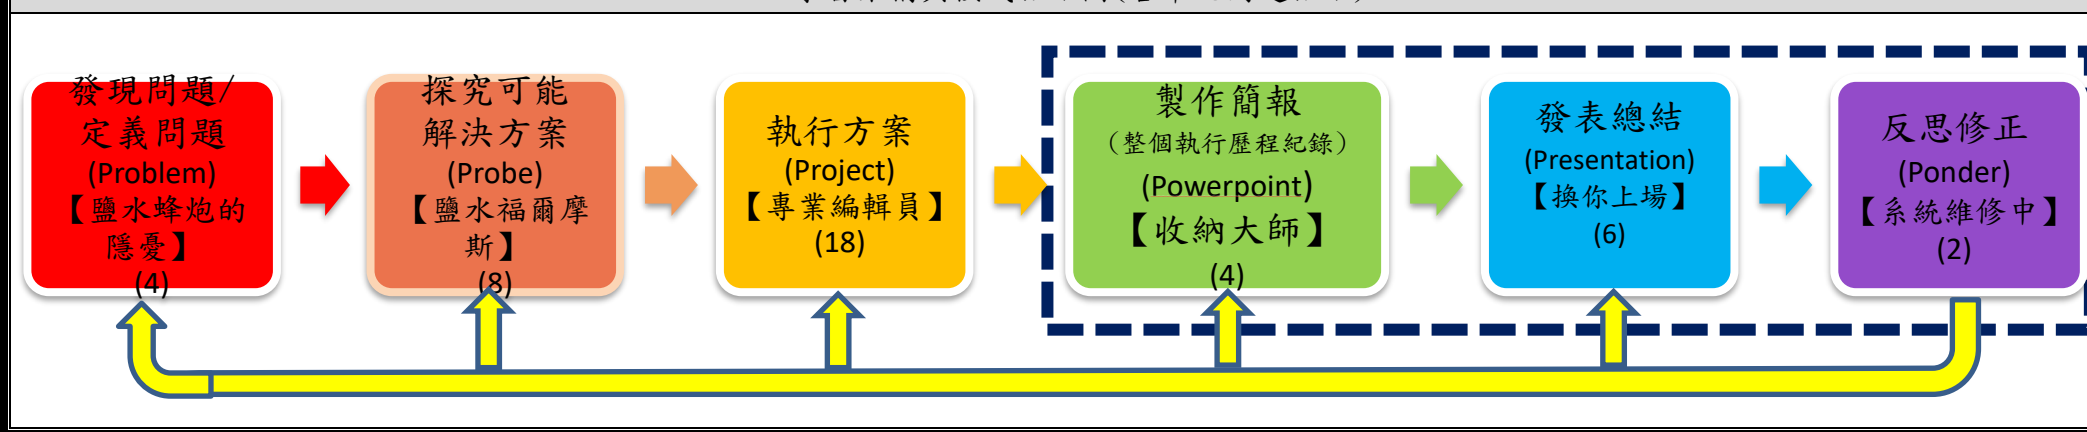 發現問題/
定義問題
(Problem)
【鹽水蜂炮的
隱憂】
(4)
探究可能
解決方案
(Probe)
【鹽水福爾摩
斯】
(8)
執行方案
(Project)
【專業編輯員】
(18)
製作簡報
（整個執行歷程紀錄）
(Powerpoint)
【收納大師】
(4)
發表總結
(Presentation)
【換你上場】
(6)
反思修正
(Ponder)
【系統維修中】
(2)